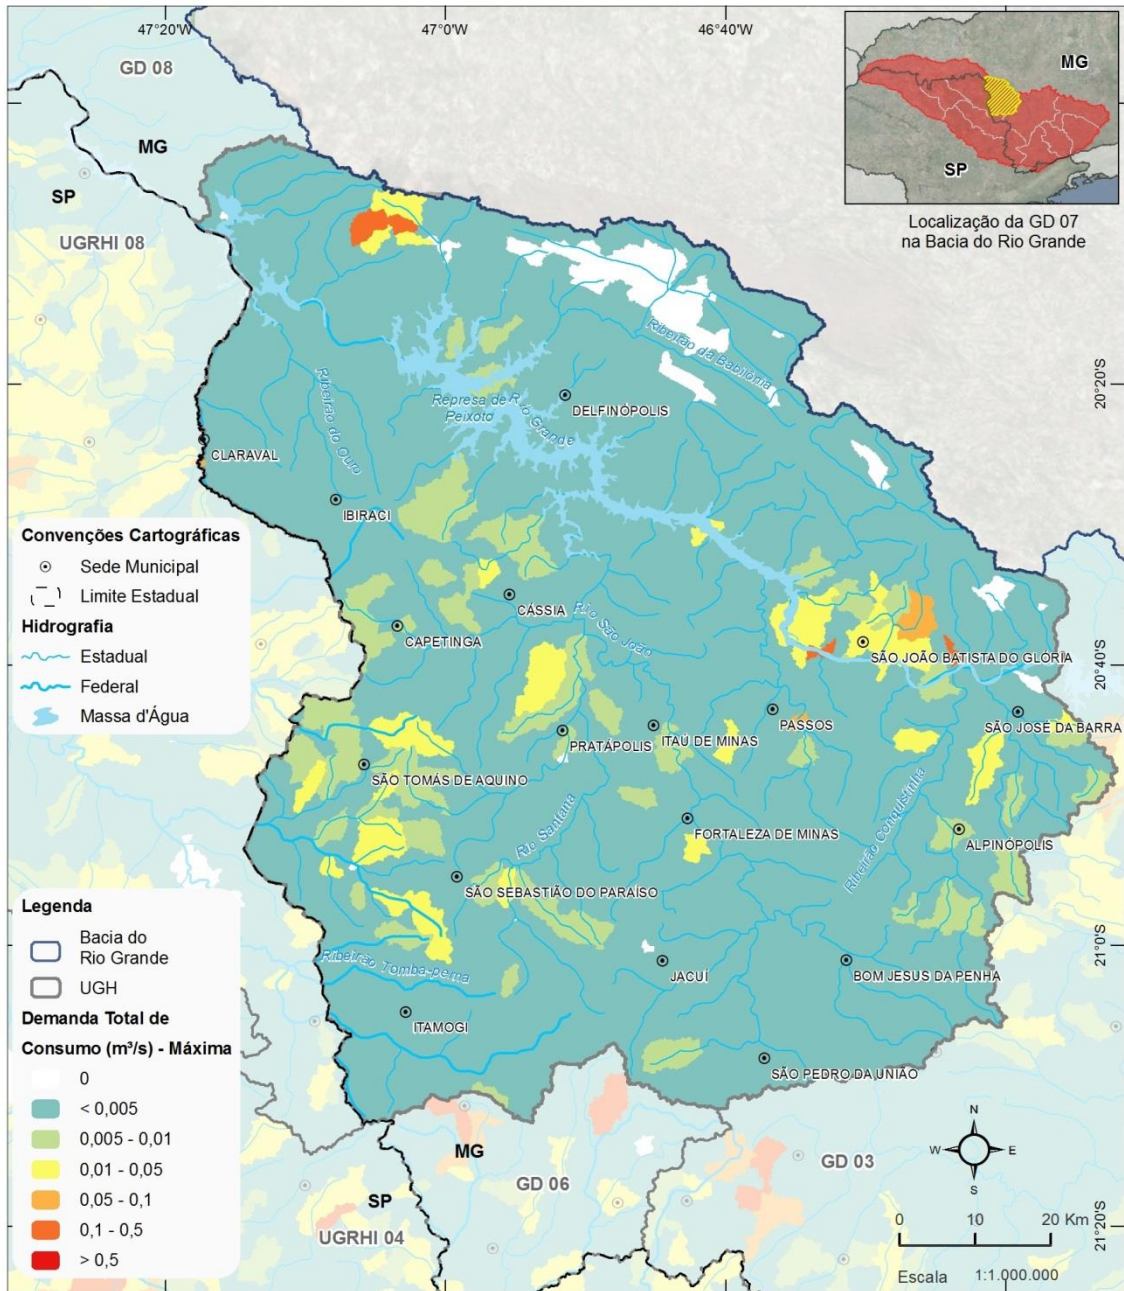 47°20'W
47°0'W
46°40'W
GD 08
MG
SP
UGRHI 08
MG
SP
Localização da GD 07
na Bacia do Rio Grande
Ribeirão da Babilônia
20°20'S
Ribeirão do Ouro
Represa de
Peixoto
Rio Grande
DELFINÓPOLIS
CLARAVAL
IBIRACI
Convenções Cartográficas
Sede Municipal
Limite Estadual
Hidrografia
Estadual
Federal
Massa d'Água
CÁSSIA
Rio São João
CAPETINGA
SÃO JOÃO BATISTA DO GLÓRIA
20°40'S
PASSOS
SÃO JOSÉ DA BARRA
PRATÁPOLIS
ITAÚ DE MINAS
SÃO TOMÁS DE AQUINO
Rio Santana
FORTALEZA DE MINAS
Ribeirão Conquistinha
ALPINÓPOLIS
SÃO SEBASTIÃO DO PARAÍSO
Legenda
Bacia do
Rio Grande
UGH
Demanda Total de
Consumo (m³/s) - Máxima
0
< 0,005
0,005 - 0,01
0,01 - 0,05
0,05 - 0,1
0,1 - 0,5
> 0,5
Ribeirão Tomba-perna
JACUÍ
BOM JESUS DA PENHA
21°0'S
ITAMOGI
SÃO PEDRO DA UNIÃO
MG
GD 06
GD 03
SP
UGRHI 04
N
W
E
S
0 10 20 Km
21°20'S
Escala 1:1.000.000